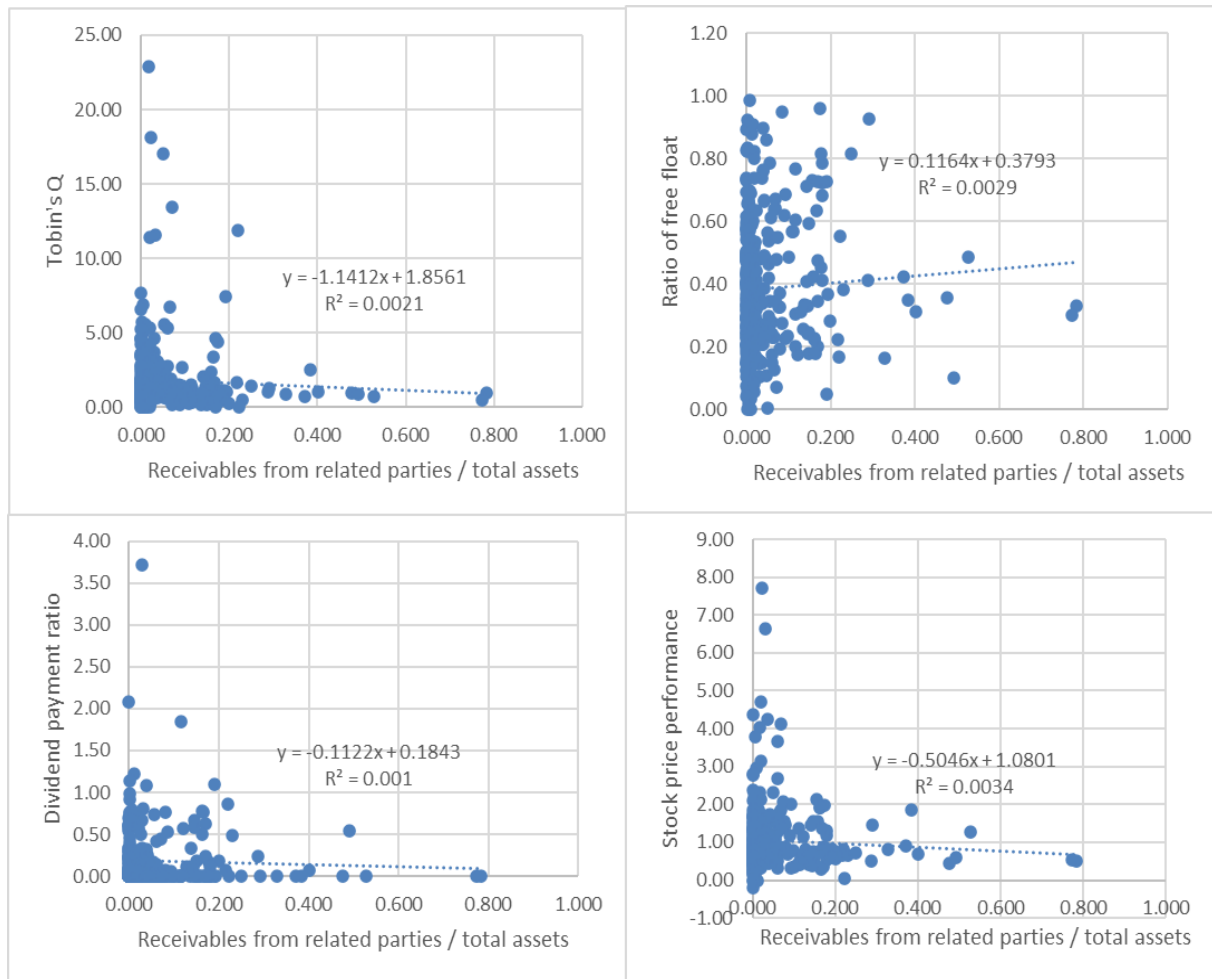 25.00
20.00
15.00
10.00
5.00
0.00
Tobin's Q
y = -1.1412x + 1.8561
R² = 0.0021
0.000 0.200 0.400 0.600 0.800 1.000
Receivables from related parties / total assets
1.20
1.00
0.80
0.60
0.40
0.20
0.00
Ratio of free float
y = 0.1164x + 0.3793
R² = 0.0029
0.000 0.200 0.400 0.600 0.800 1.000
Receivables from related parties / total assets
4.00
3.50
3.00
2.50
2.00
1.50
1.00
0.50
0.00
Dividend payment ratio
y = -0.1122x + 0.1843
R² = 0.001
0.000 0.200 0.400 0.600 0.800 1.000
Receivables from related parties / total assets
9.00
8.00
7.00
6.00
5.00
4.00
3.00
2.00
1.00
0.00
-1.00
Stock price performance
y = -0.5046x + 1.0801
R² = 0.0034
0.000 0.200 0.400 0.600 0.800 1.000
Receivables from related parties / total assets